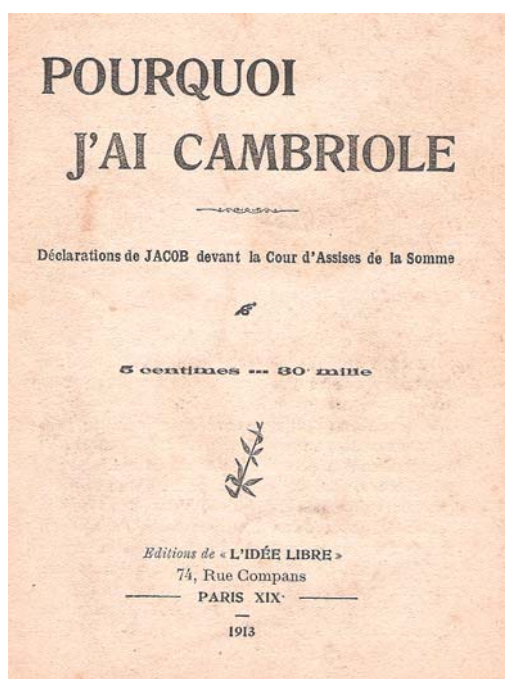 POURQUOI
J'AI CAMBRIOLE
Déclarations de JACOB devant la Cour d'Assises de la Somme
5 centimes --- 30ᵉ mille
Editions de « L'IDÉE LIBRE »
74, Rue Compans
PARIS XIXᵉ
1913